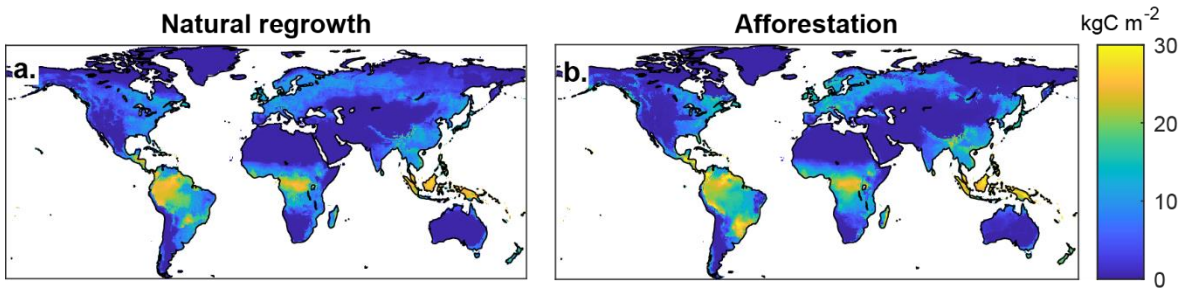 Natural regrowth
Afforestation
kgC m-2
a.
b.
30
20
10
0